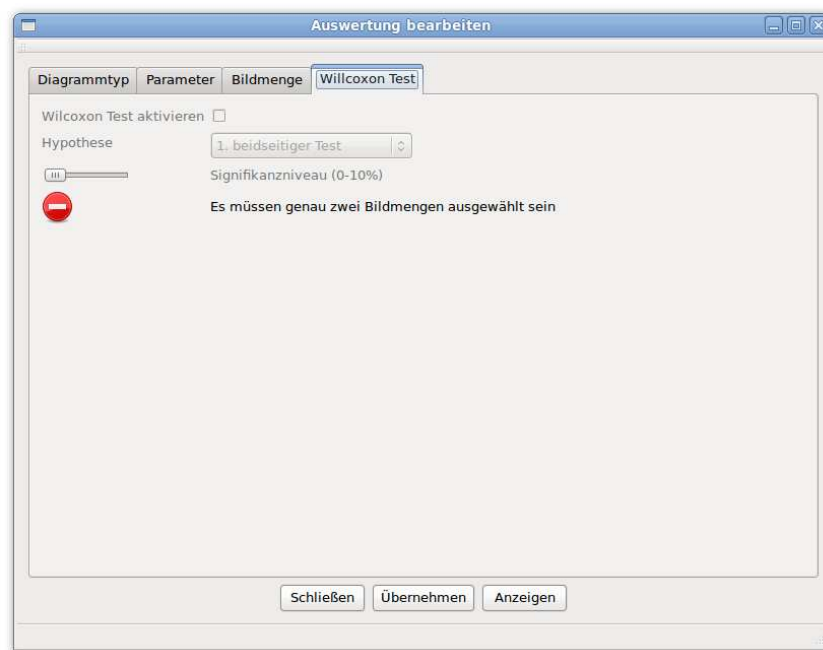 Auswertung bearbeiten
Diagrammtyp Parameter Bildmenge Willcoxon Test
Wilcoxon Test aktivieren
Hypothese 1. beidseitiger Test
Signifikanzniveau (0-10%)
Es müssen genau zwei Bildmengen ausgewählt sein
Schließen Übernehmen Anzeigen